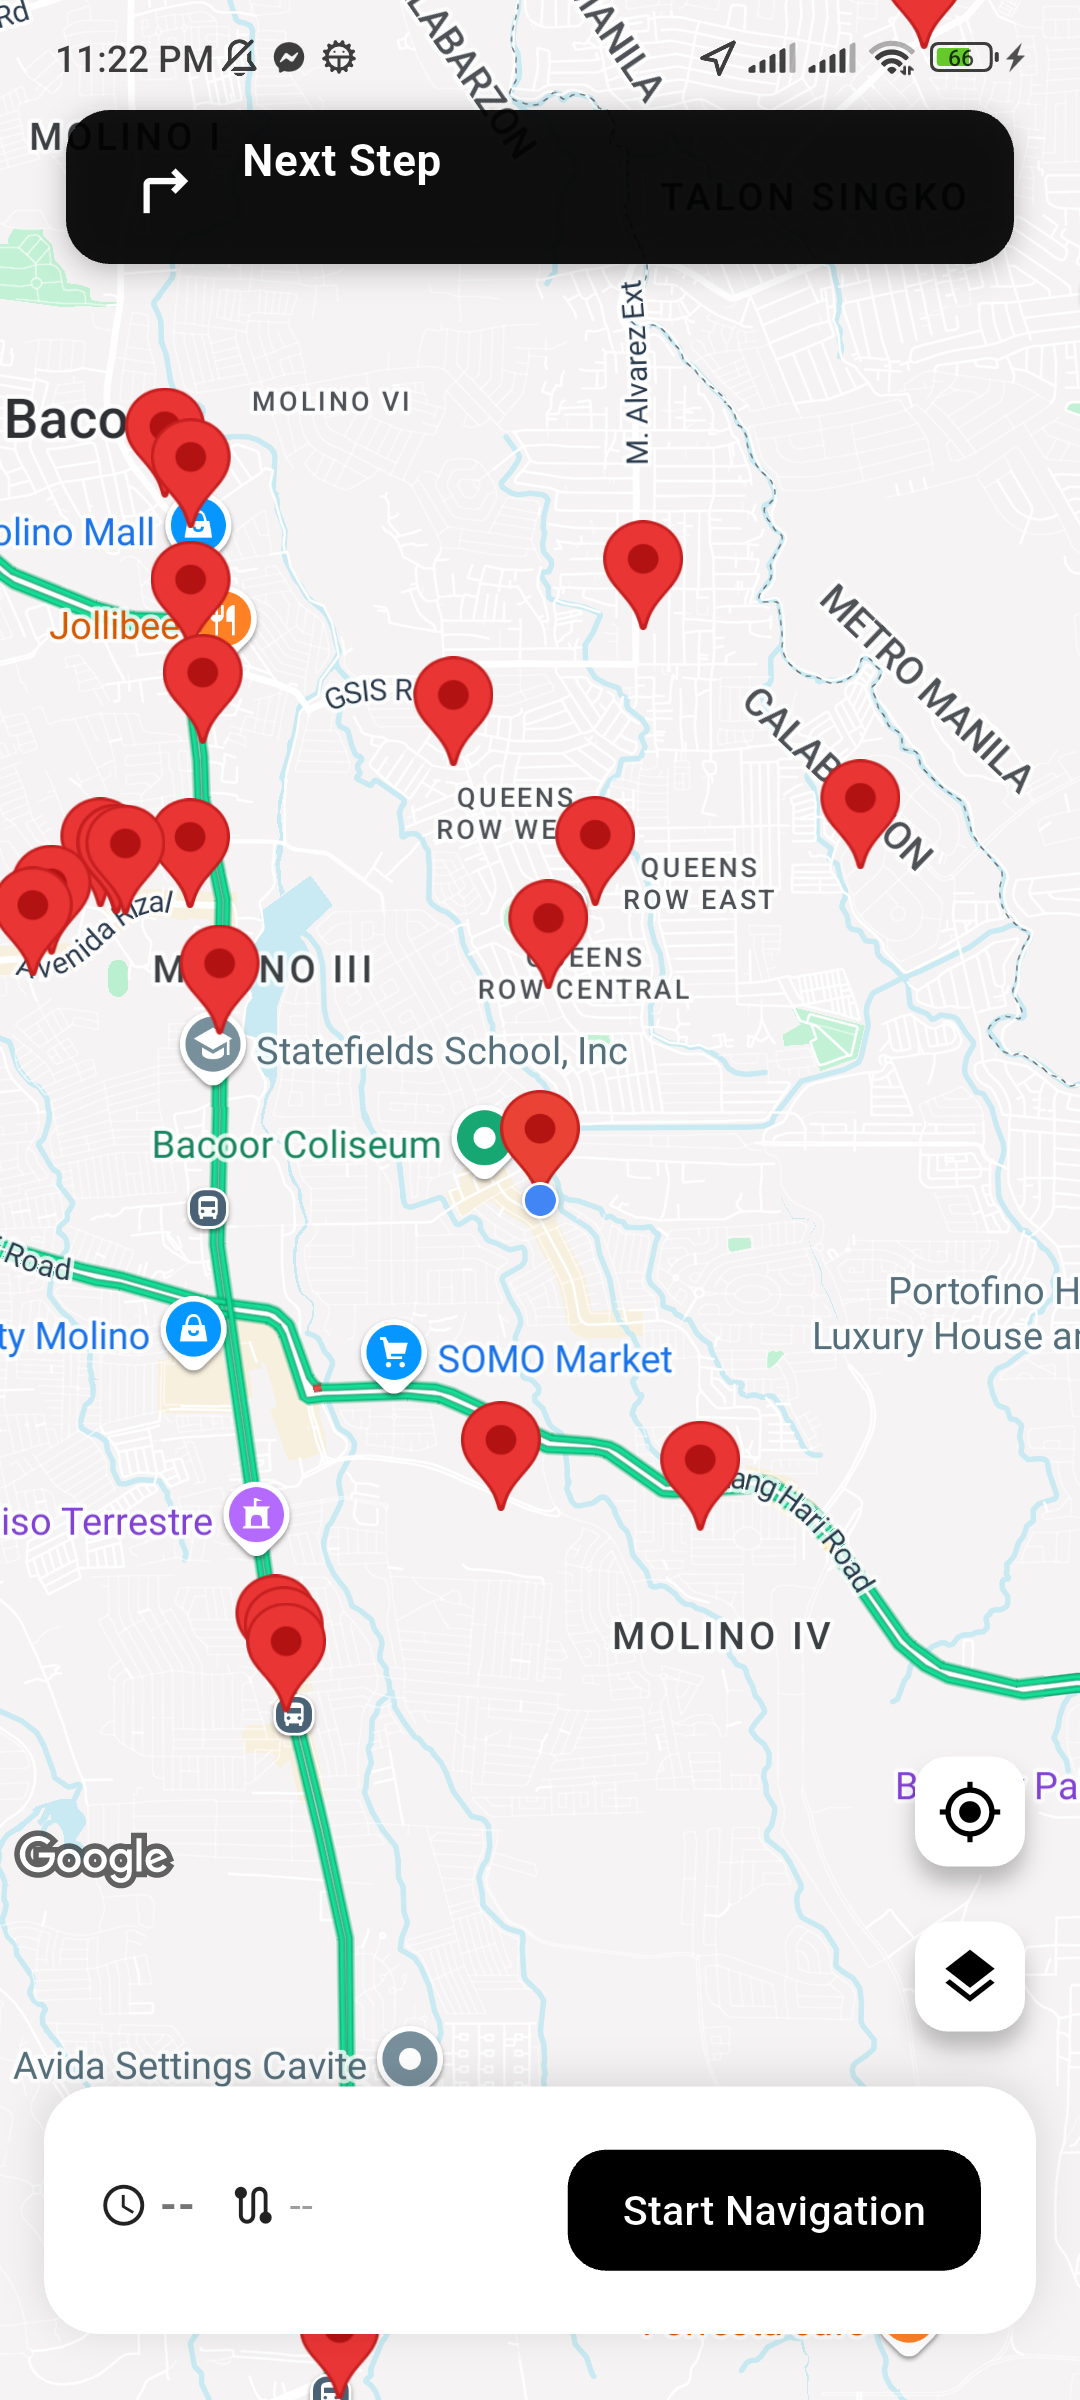 Rd
11:22 PM
66
LABARZON
MANILA
MOLINO I
Next Step
TALON SINGKO
M. Alvarez Ext
MOLINO VI
Baco
olino Mall
Jollibee
METRO MANILA
GSIS R
CALAB
ON
QUEENS
ROW WE
QUEENS
ROW EAST
Avenida Rizal
EENS
ROW CENTRAL
M
NO III
Statefields School, Inc
Bacoor Coliseum
Road
Portofino H
Luxury House ar
ty Molino
SOMO Market
ang Hari Road
iso Terrestre
MOLINO IV
B
Pa
Google
Avida Settings Cavite
--
--
Start Navigation